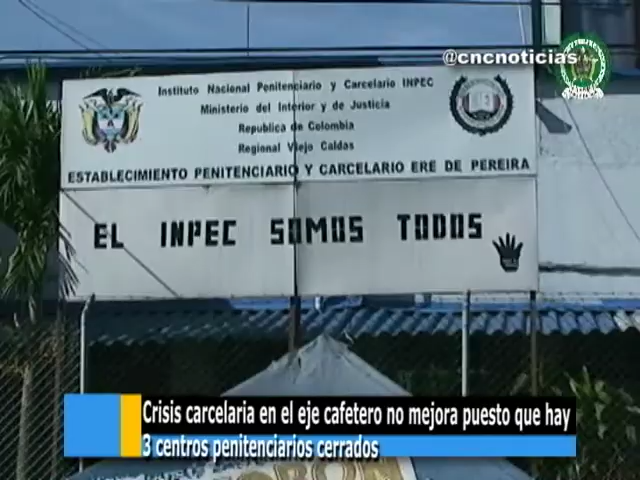 @cncnoticias
Instituto Nacional Penitenciario y Carcelario INPEC
Ministerio del Interior y de Justicia
Republica de Colombia
Regional Viejo Caldas
ESTABLECIMIENTO PENITENCIARIO Y CARCELARIO ERE DE PEREIRA
EL INPEC SOMOS TODOS
Crisis carcelaria en el eje cafetero no mejora puesto que hay
3 centros penitenciarios cerrados